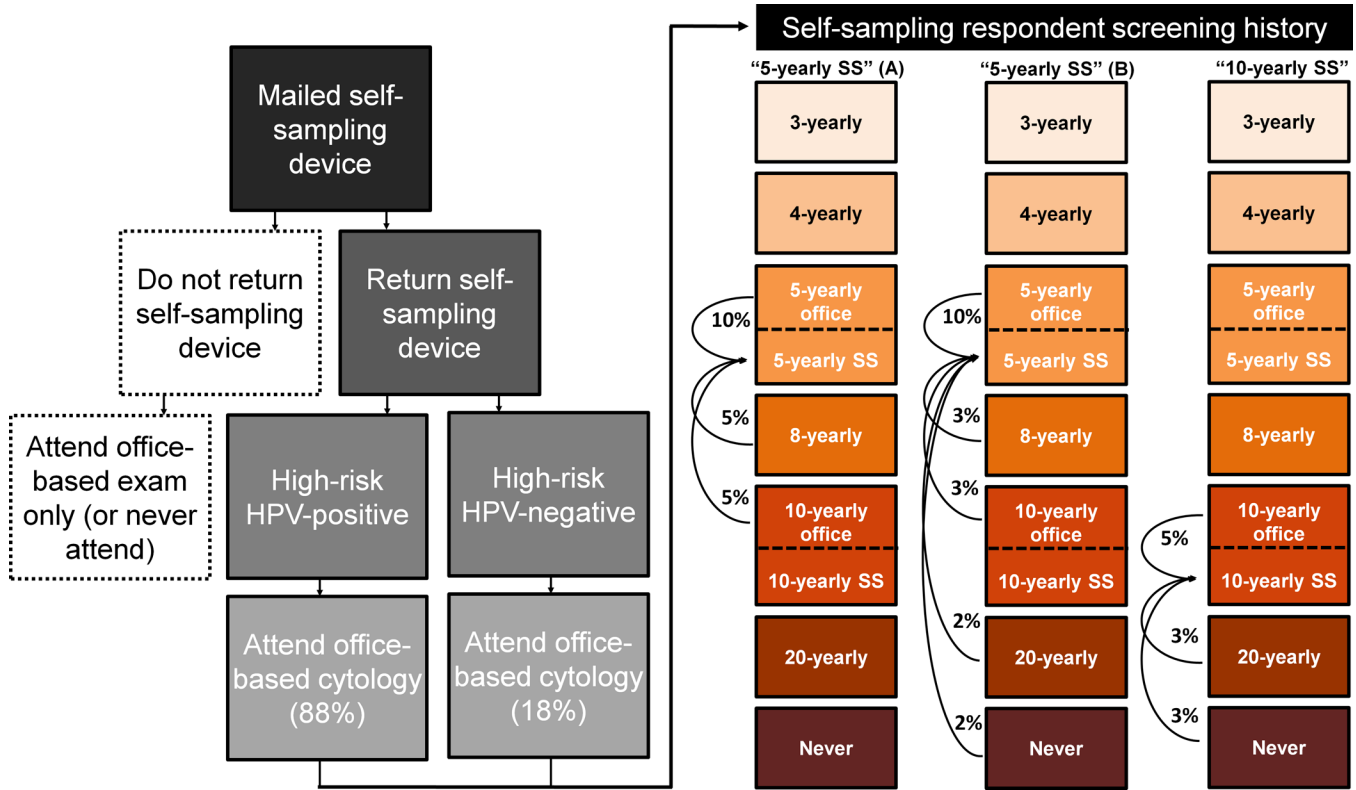 Mailed self-
sampling
device
Do not return
self-sampling
device
Return self-
sampling
device
Attend office-
based exam
only (or never
attend)
High-risk
HPV-positive
High-risk
HPV-negative
Attend office-
based cytology
(88%)
Attend office-
based cytology
(18%)
Self-sampling respondent screening history
“5-yearly SS” (A)
3-yearly
4-yearly
5-yearly
office
5-yearly SS
8-yearly
10-yearly
office
10-yearly SS
20-yearly
Never
10%
5%
5%
“5-yearly SS” (B)
3-yearly
4-yearly
5-yearly
office
5-yearly SS
8-yearly
10-yearly
office
10-yearly SS
20-yearly
Never
10%
3%
3%
2%
2%
“10-yearly SS”
3-yearly
4-yearly
5-yearly
office
5-yearly SS
8-yearly
10-yearly
office
10-yearly SS
20-yearly
Never
5%
3%
3%